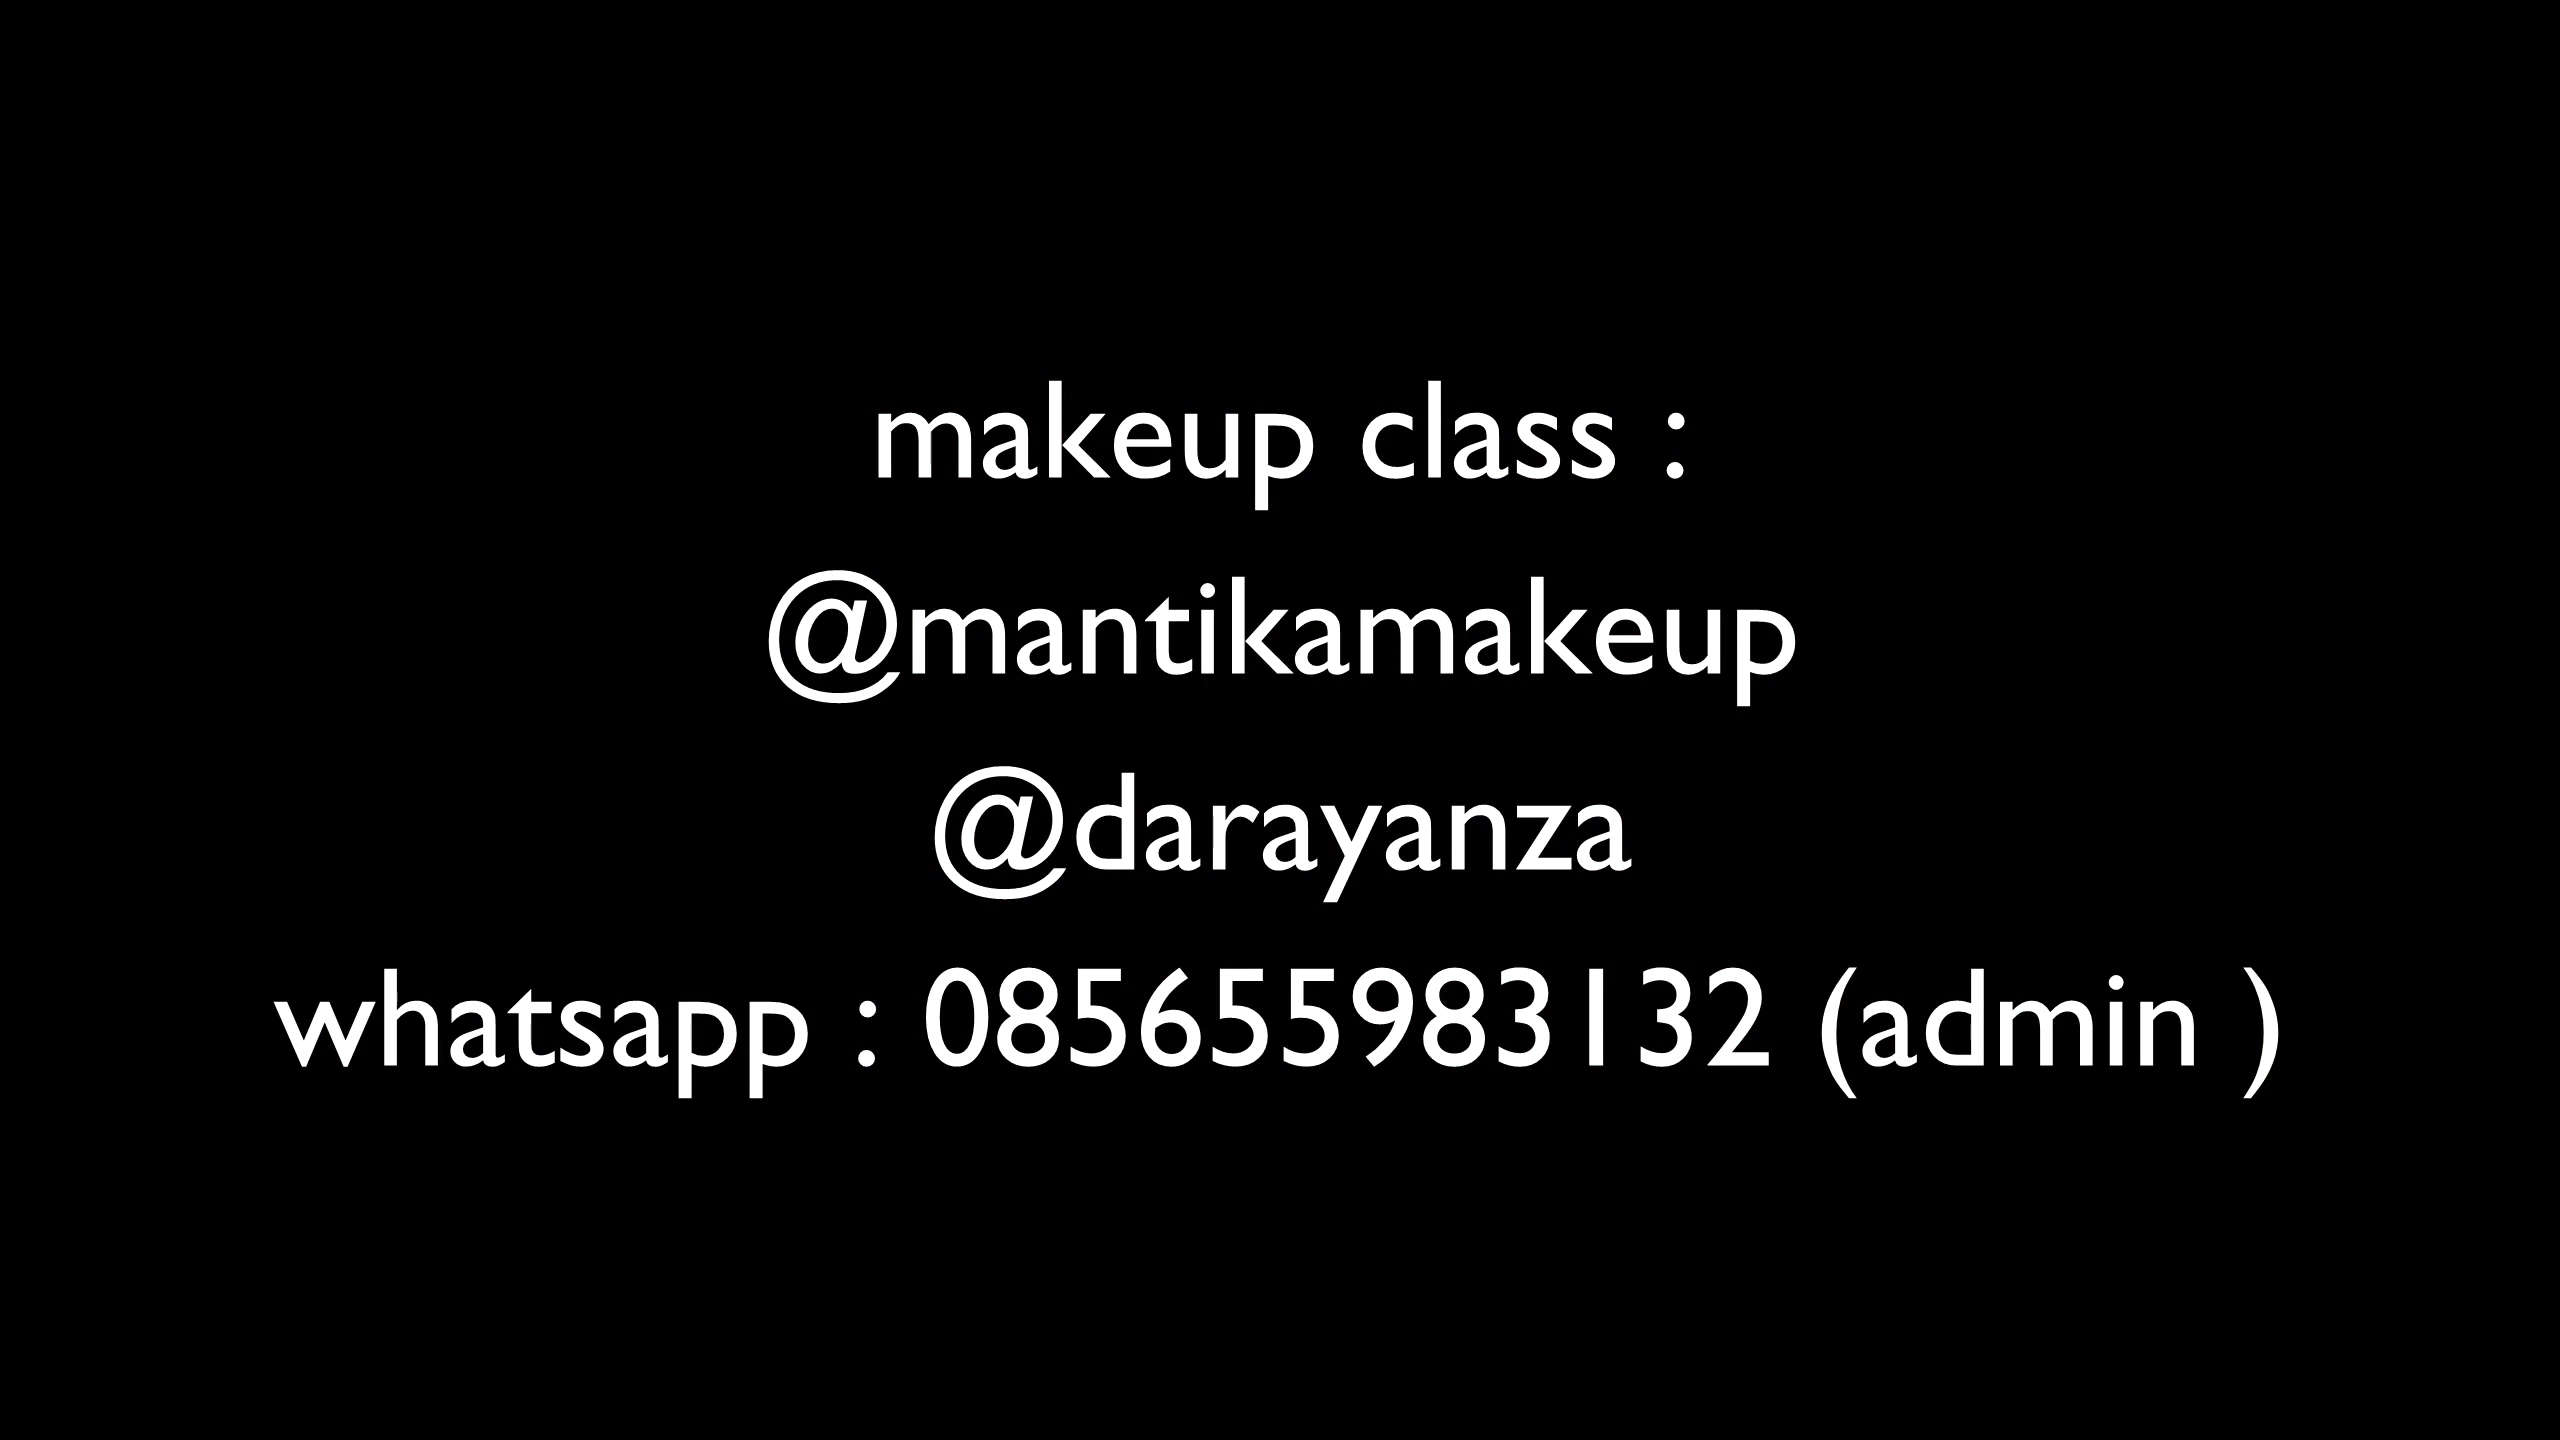 makeup class :
@mantikamakeup
@darayanza
whatsapp : 085655983132 (admin )